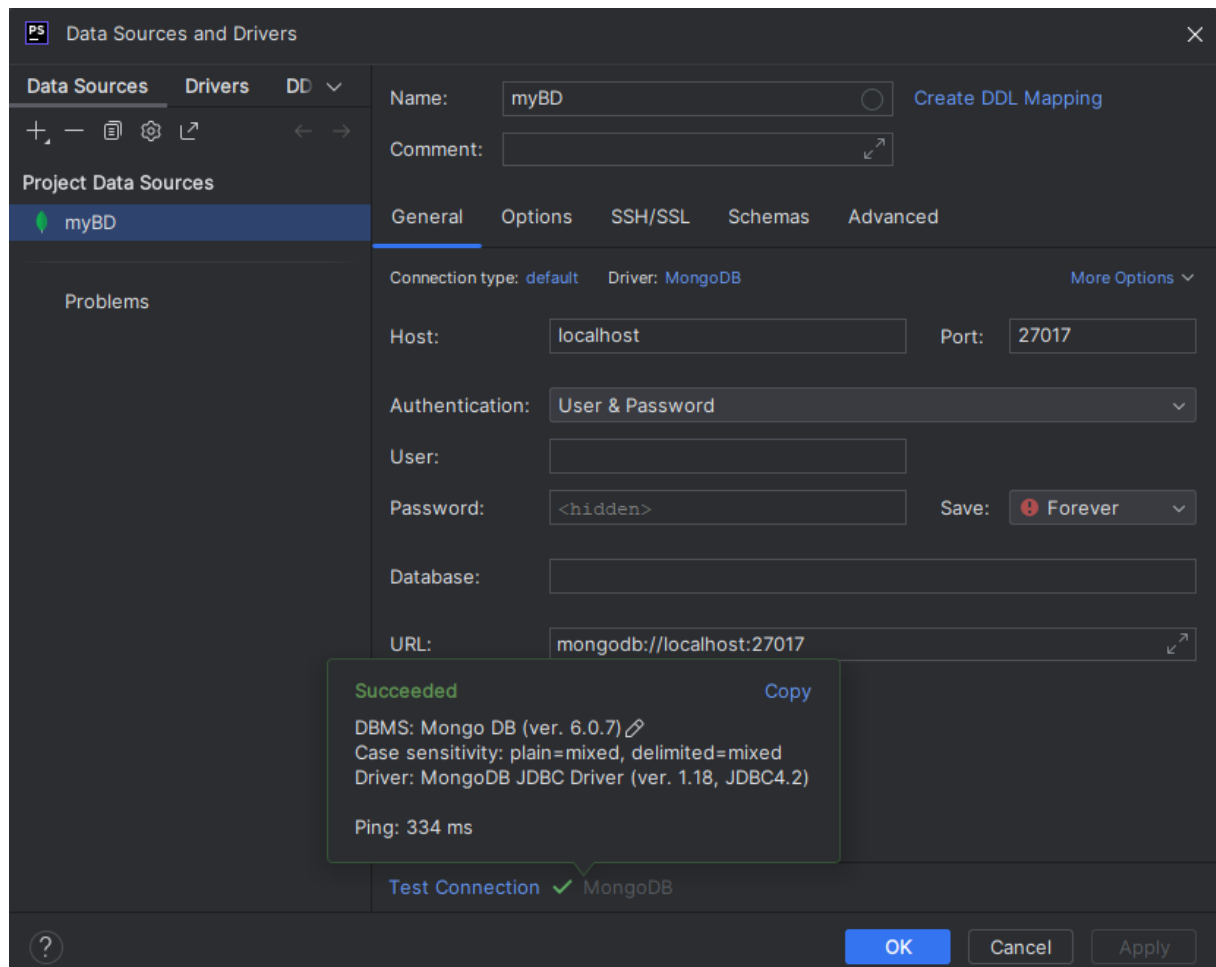 PS Data Sources and Drivers
Data Sources Drivers DD
Project Data Sources
myBD
Problems
Name: myBD Create DDL Mapping
Comment:
General Options SSH/SSL Schemas Advanced
Connection type: default Driver: MongoDB More Options
Host: localhost Port: 27017
Authentication: User & Password
User:
Password: <hidden> Save: Forever
Database:
URL: mongodb://localhost:27017
Succeeded Copy
DBMS: Mongo DB (ver. 6.0.7)
Case sensitivity: plain=mixed, delimited=mixed
Driver: MongoDB JDBC Driver (ver. 1.18, JDBC4.2)
Ping: 334 ms
Test Connection MongoDB
? OK Cancel Apply